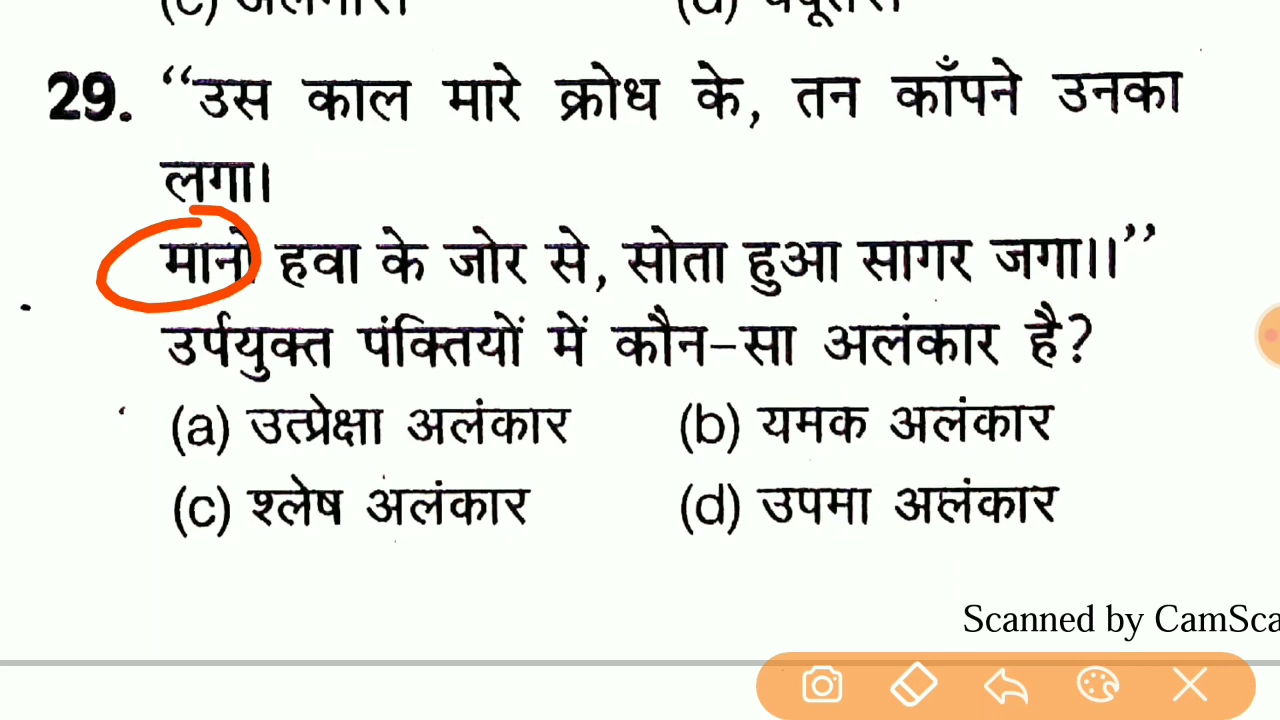 29. “उस काल मारे क्रोध के, तन काँपने उनका
लगा।
मानो हवा के जोर से, सोता हुआ सागर जगा।।”
उर्पयुक्त पंक्तियों में कौन-सा अलंकार है?
(a) उत्प्रेक्षा अलंकार (b) यमक अलंकार
(c) श्लेष अलंकार (d) उपमा अलंकार
Scanned by CamSca